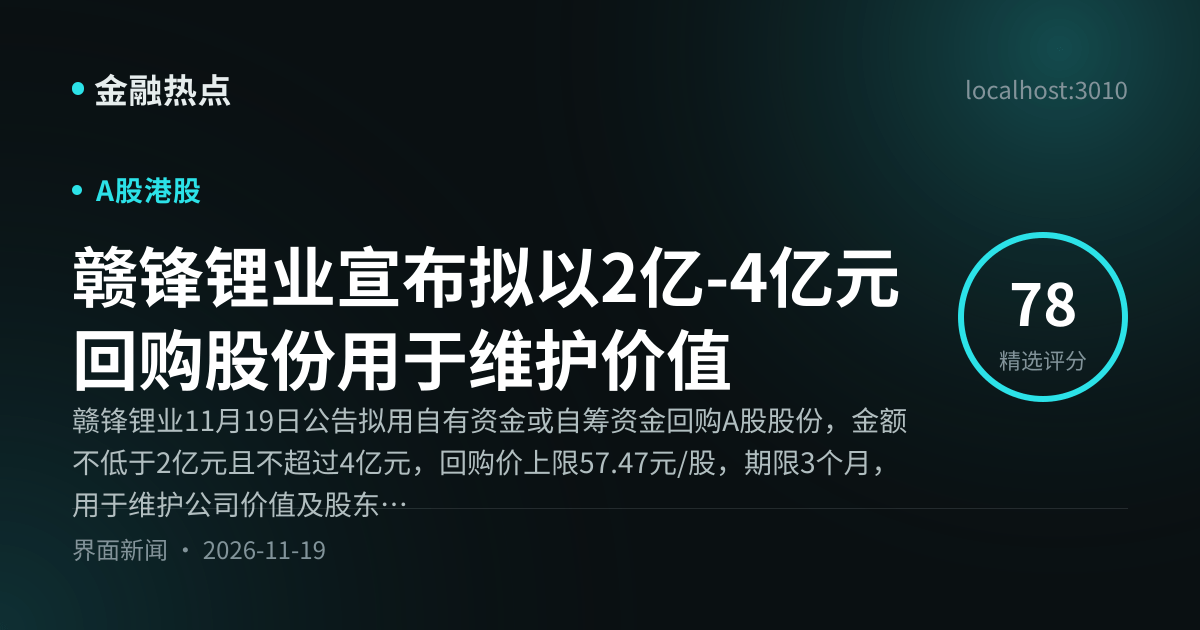 金融热点
localhost:3010
A股港股
赣锋锂业宣布拟以2亿-4亿元
回购股份用于维护价值
78
精选评分
赣锋锂业11月19日公告拟用自有资金或自筹资金回购A股股份，金额
不低于2亿元且不超过4亿元，回购价上限57.47元/股，期限3个月，
用于维护公司价值及股东…
界面新闻 • 2026-11-19